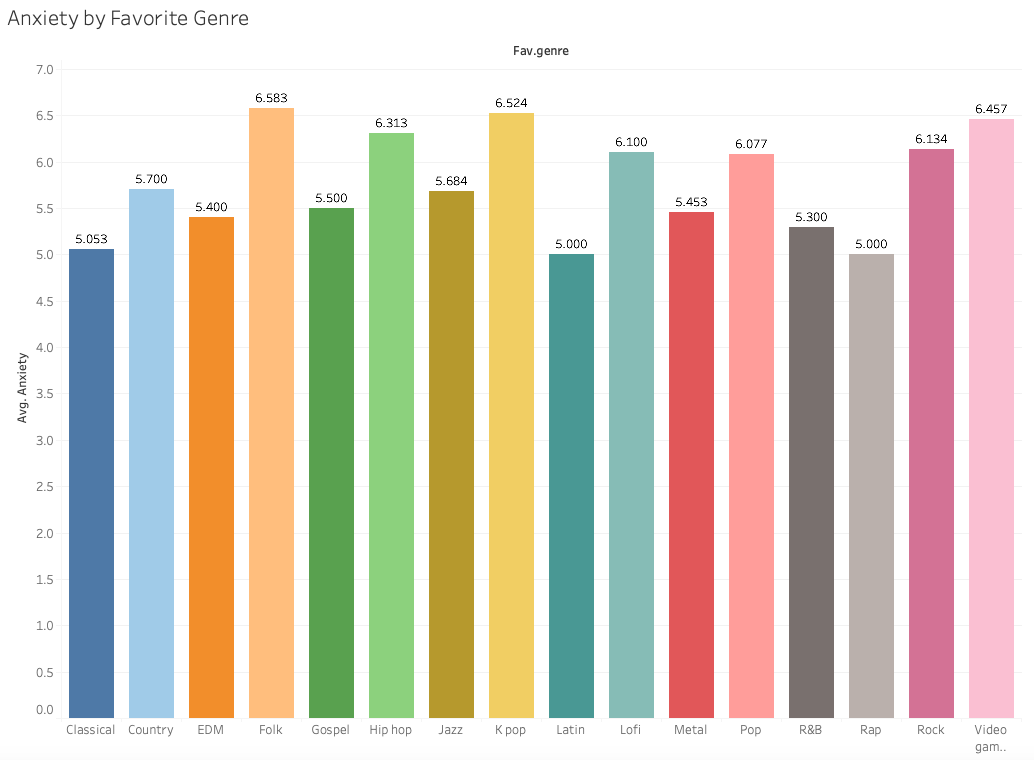 Anxiety by Favorite Genre
Fav.genre
7.0
6.5
6.0
5.5
5.0
4.5
4.0
3.5
3.0
2.5
2.0
1.5
1.0
0.5
0.0
Avg. Anxiety
5.053
5.700
5.400
6.583
5.500
6.313
5.684
6.524
5.000
6.100
5.453
6.077
5.300
5.000
6.134
6.457
Classical
Country
EDM
Folk
Gospel
Hip hop
Jazz
K pop
Latin
Lofi
Metal
Pop
R&B
Rap
Rock
Video
gam..